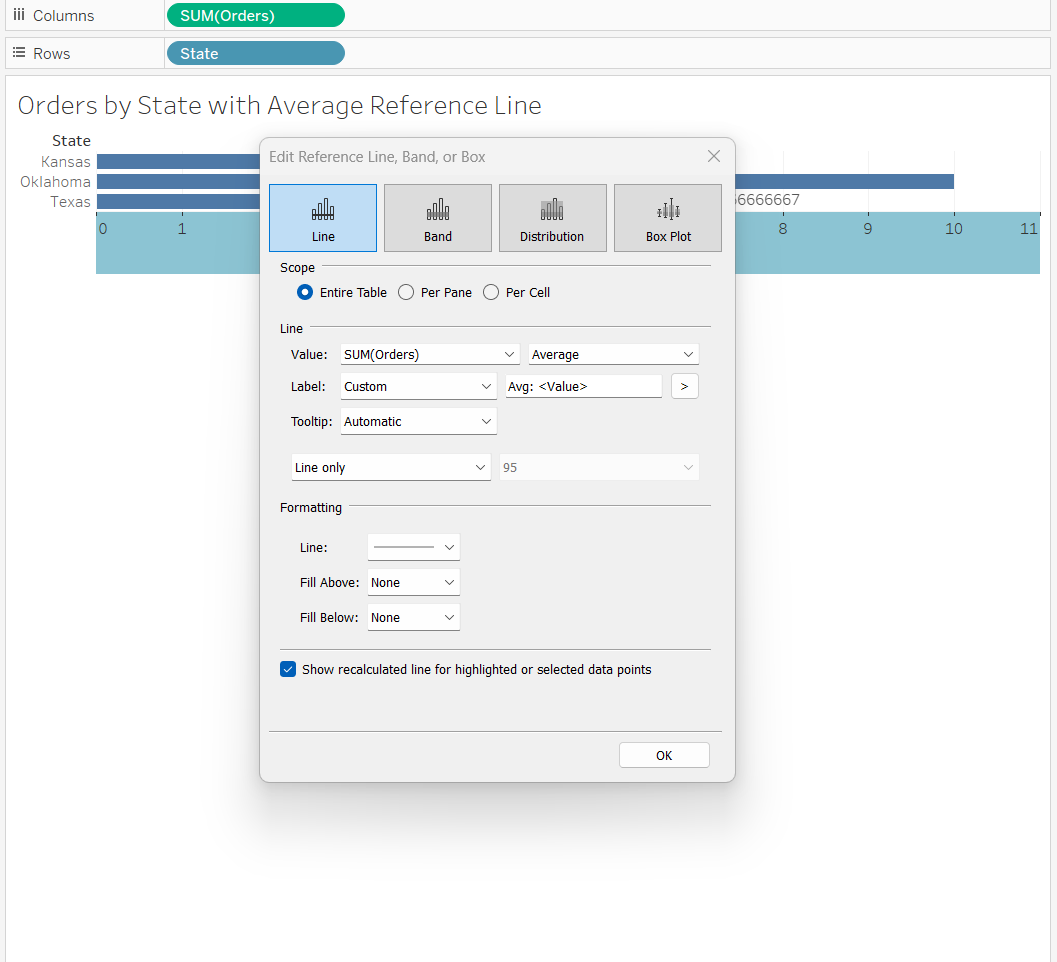 Columns SUM(Orders)
Rows State
Orders by State with Average Reference Line
State
Kansas
Oklahoma
Texas
66666667
0 1 8 9 10 11
Edit Reference Line, Band, or Box
Line Band Distribution Box Plot
Scope
Entire Table Per Pane Per Cell
Line
Value: SUM(Orders) Average
Label: Custom Avg: <Value> >
Tooltip: Automatic
Line only 95
Formatting
Line:
Fill Above: None
Fill Below: None
Show recalculated line for highlighted or selected data points
OK